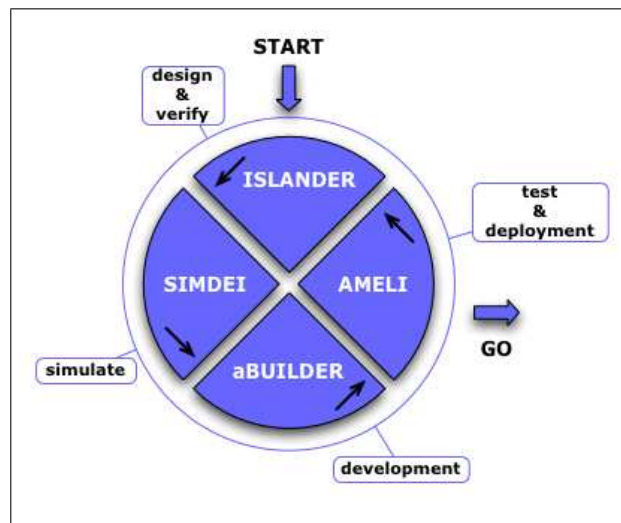 START
design
&
verify
ISLANDER
test
&
deployment
SIMDEI
AMELI
GO
simulate
aBUILDER
development